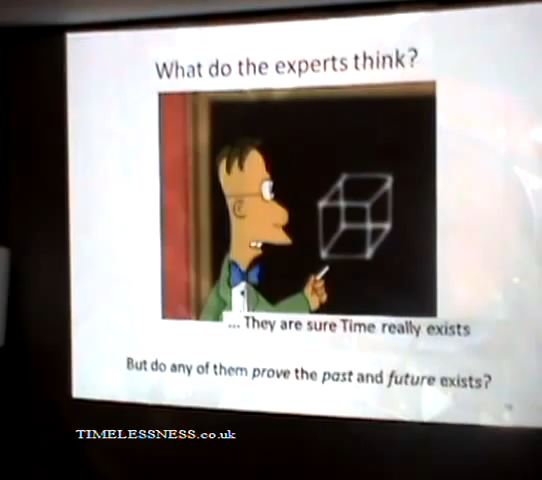 What do the experts think?
... They are sure Time really exists
But do any of them prove the past and future exists?
TIMELESSNESS.co.uk